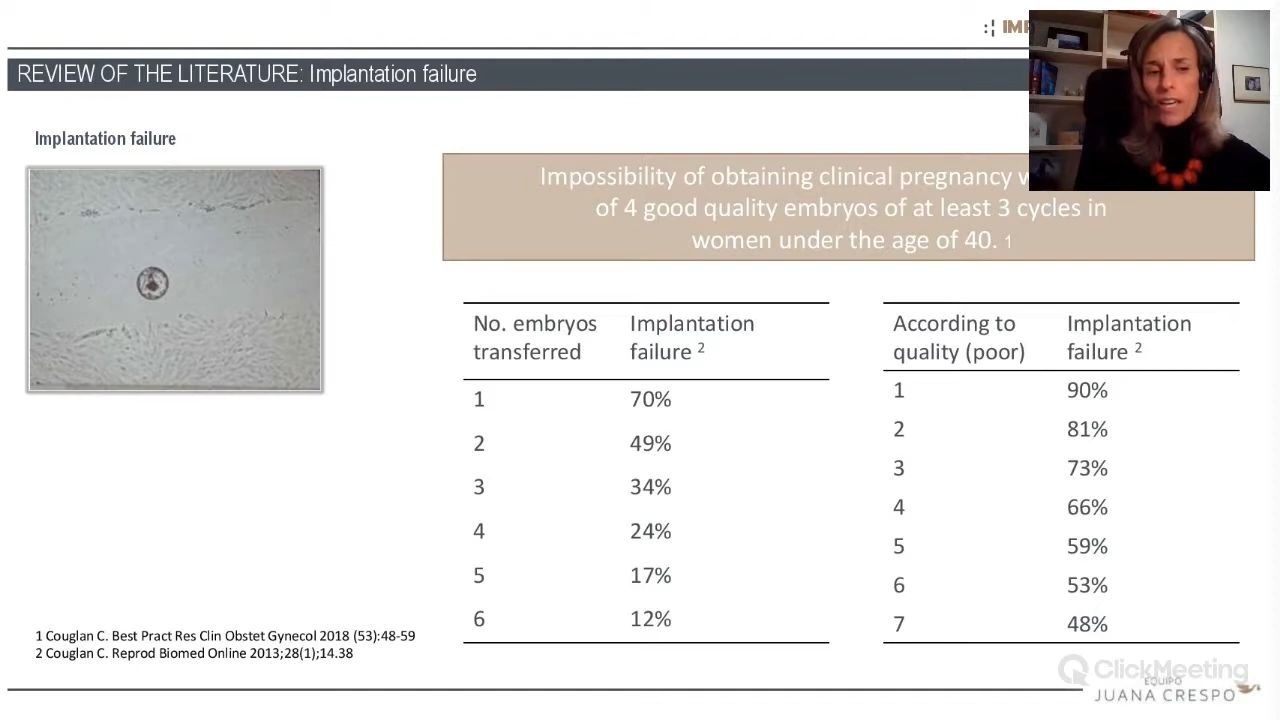 REVIEW OF THE LITERATURE: Implantation failure
Implantation failure
Impossibility of obtaining clinical pregnancy
of 4 good quality embryos of at least 3 cycles in
women under the age of 40. 1
No. embryos transferred
Implantation failure 2
1 70%
2 49%
3 34%
4 24%
5 17%
6 12%
According to quality (poor)
Implantation failure 2
1 90%
2 81%
3 73%
4 66%
5 59%
6 53%
7 48%
1 Couglan C. Best Pract Res Clin Obstet Gynecol 2018 (53):48-59
2 Couglan C. Reprod Biomed Online 2013;28(1);14.38
ClickMeeting
EQUIPO
JUANA CRESPO